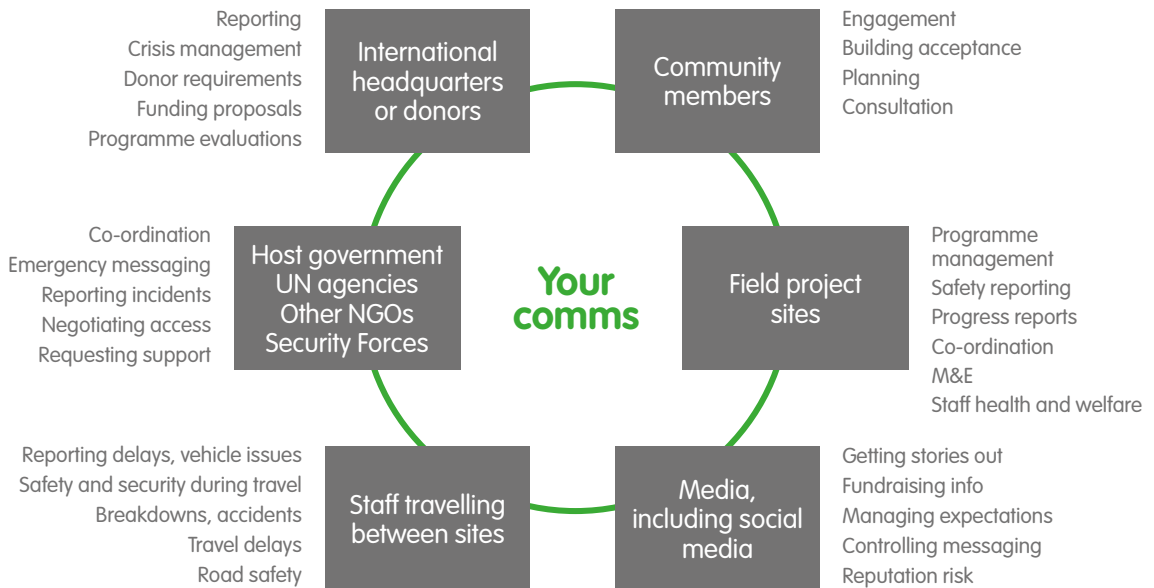 Reporting
Crisis management
Donor requirements
Funding proposals
Programme evaluations
International
headquarters
or donors
Community
members
Engagement
Building acceptance
Planning
Consultation
Co-ordination
Emergency messaging
Reporting incidents
Negotiating access
Requesting support
Host government
UN agencies
Other NGOs
Security Forces
Your
comms
Field project
sites
Programme
management
Safety reporting
Progress reports
Co-ordination
M&E
Staff health and welfare
Reporting delays, vehicle issues
Safety and security during travel
Breakdowns, accidents
Travel delays
Road safety
Staff travelling
between sites
Media,
including social
media
Getting stories out
Fundraising info
Managing expectations
Controlling messaging
Reputation risk